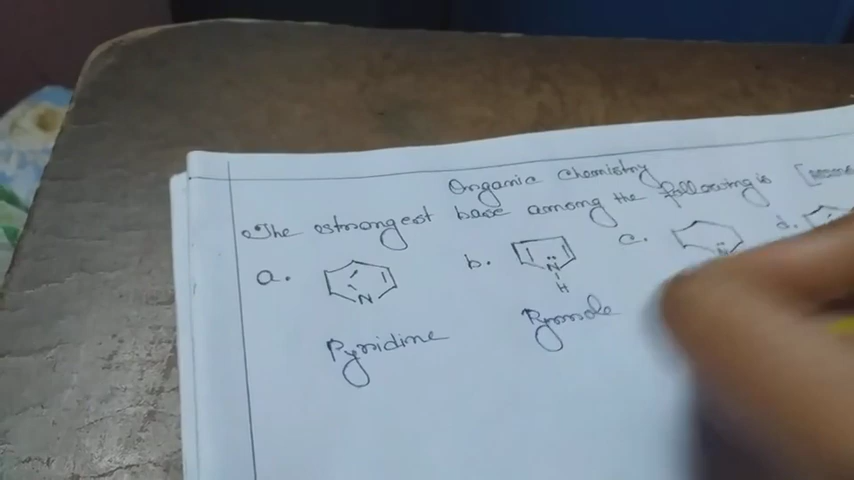 Organic Chemistry
The strongest base among the following is
a. N b. N H c. N d.
Pyridine Pyrrole